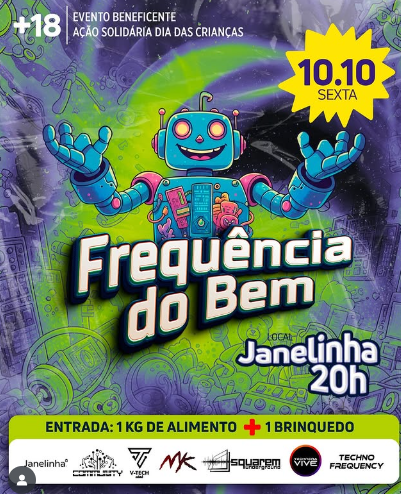 +18
EVENTO BENEFICENTE
AÇÃO SOLIDÁRIA DIA DAS CRIANÇAS
10.10
SEXTA
Frequência
do Bem
LOCAL
Janelinha
20h
ENTRADA: 1 KG DE ALIMENTO + 1 BRINQUEDO
Janelinha
COMMUNITY
V-TECH
MK
Squarem
underground
VIVE
TECHNO
FREQUENCY